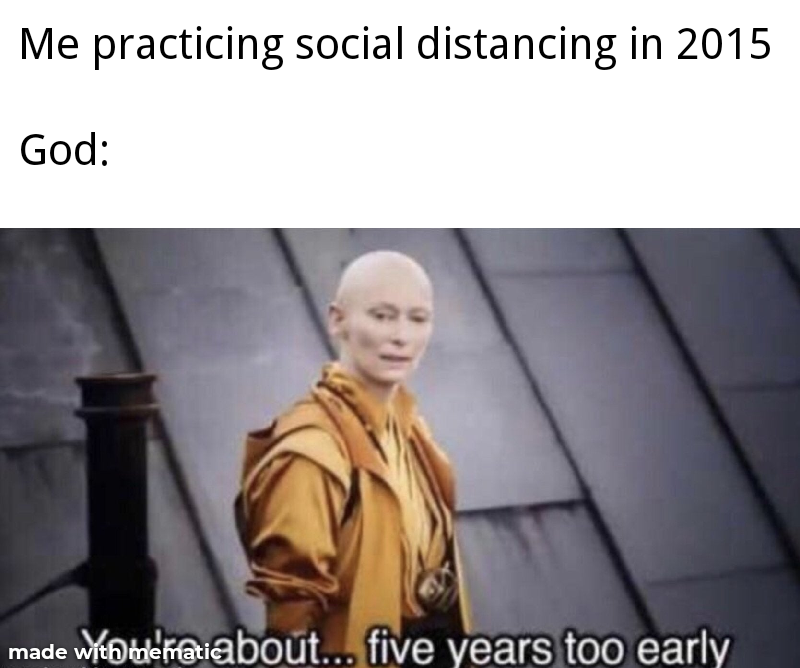 Me practicing social distancing in 2015
God:
You're about... five years too early
made with mematic